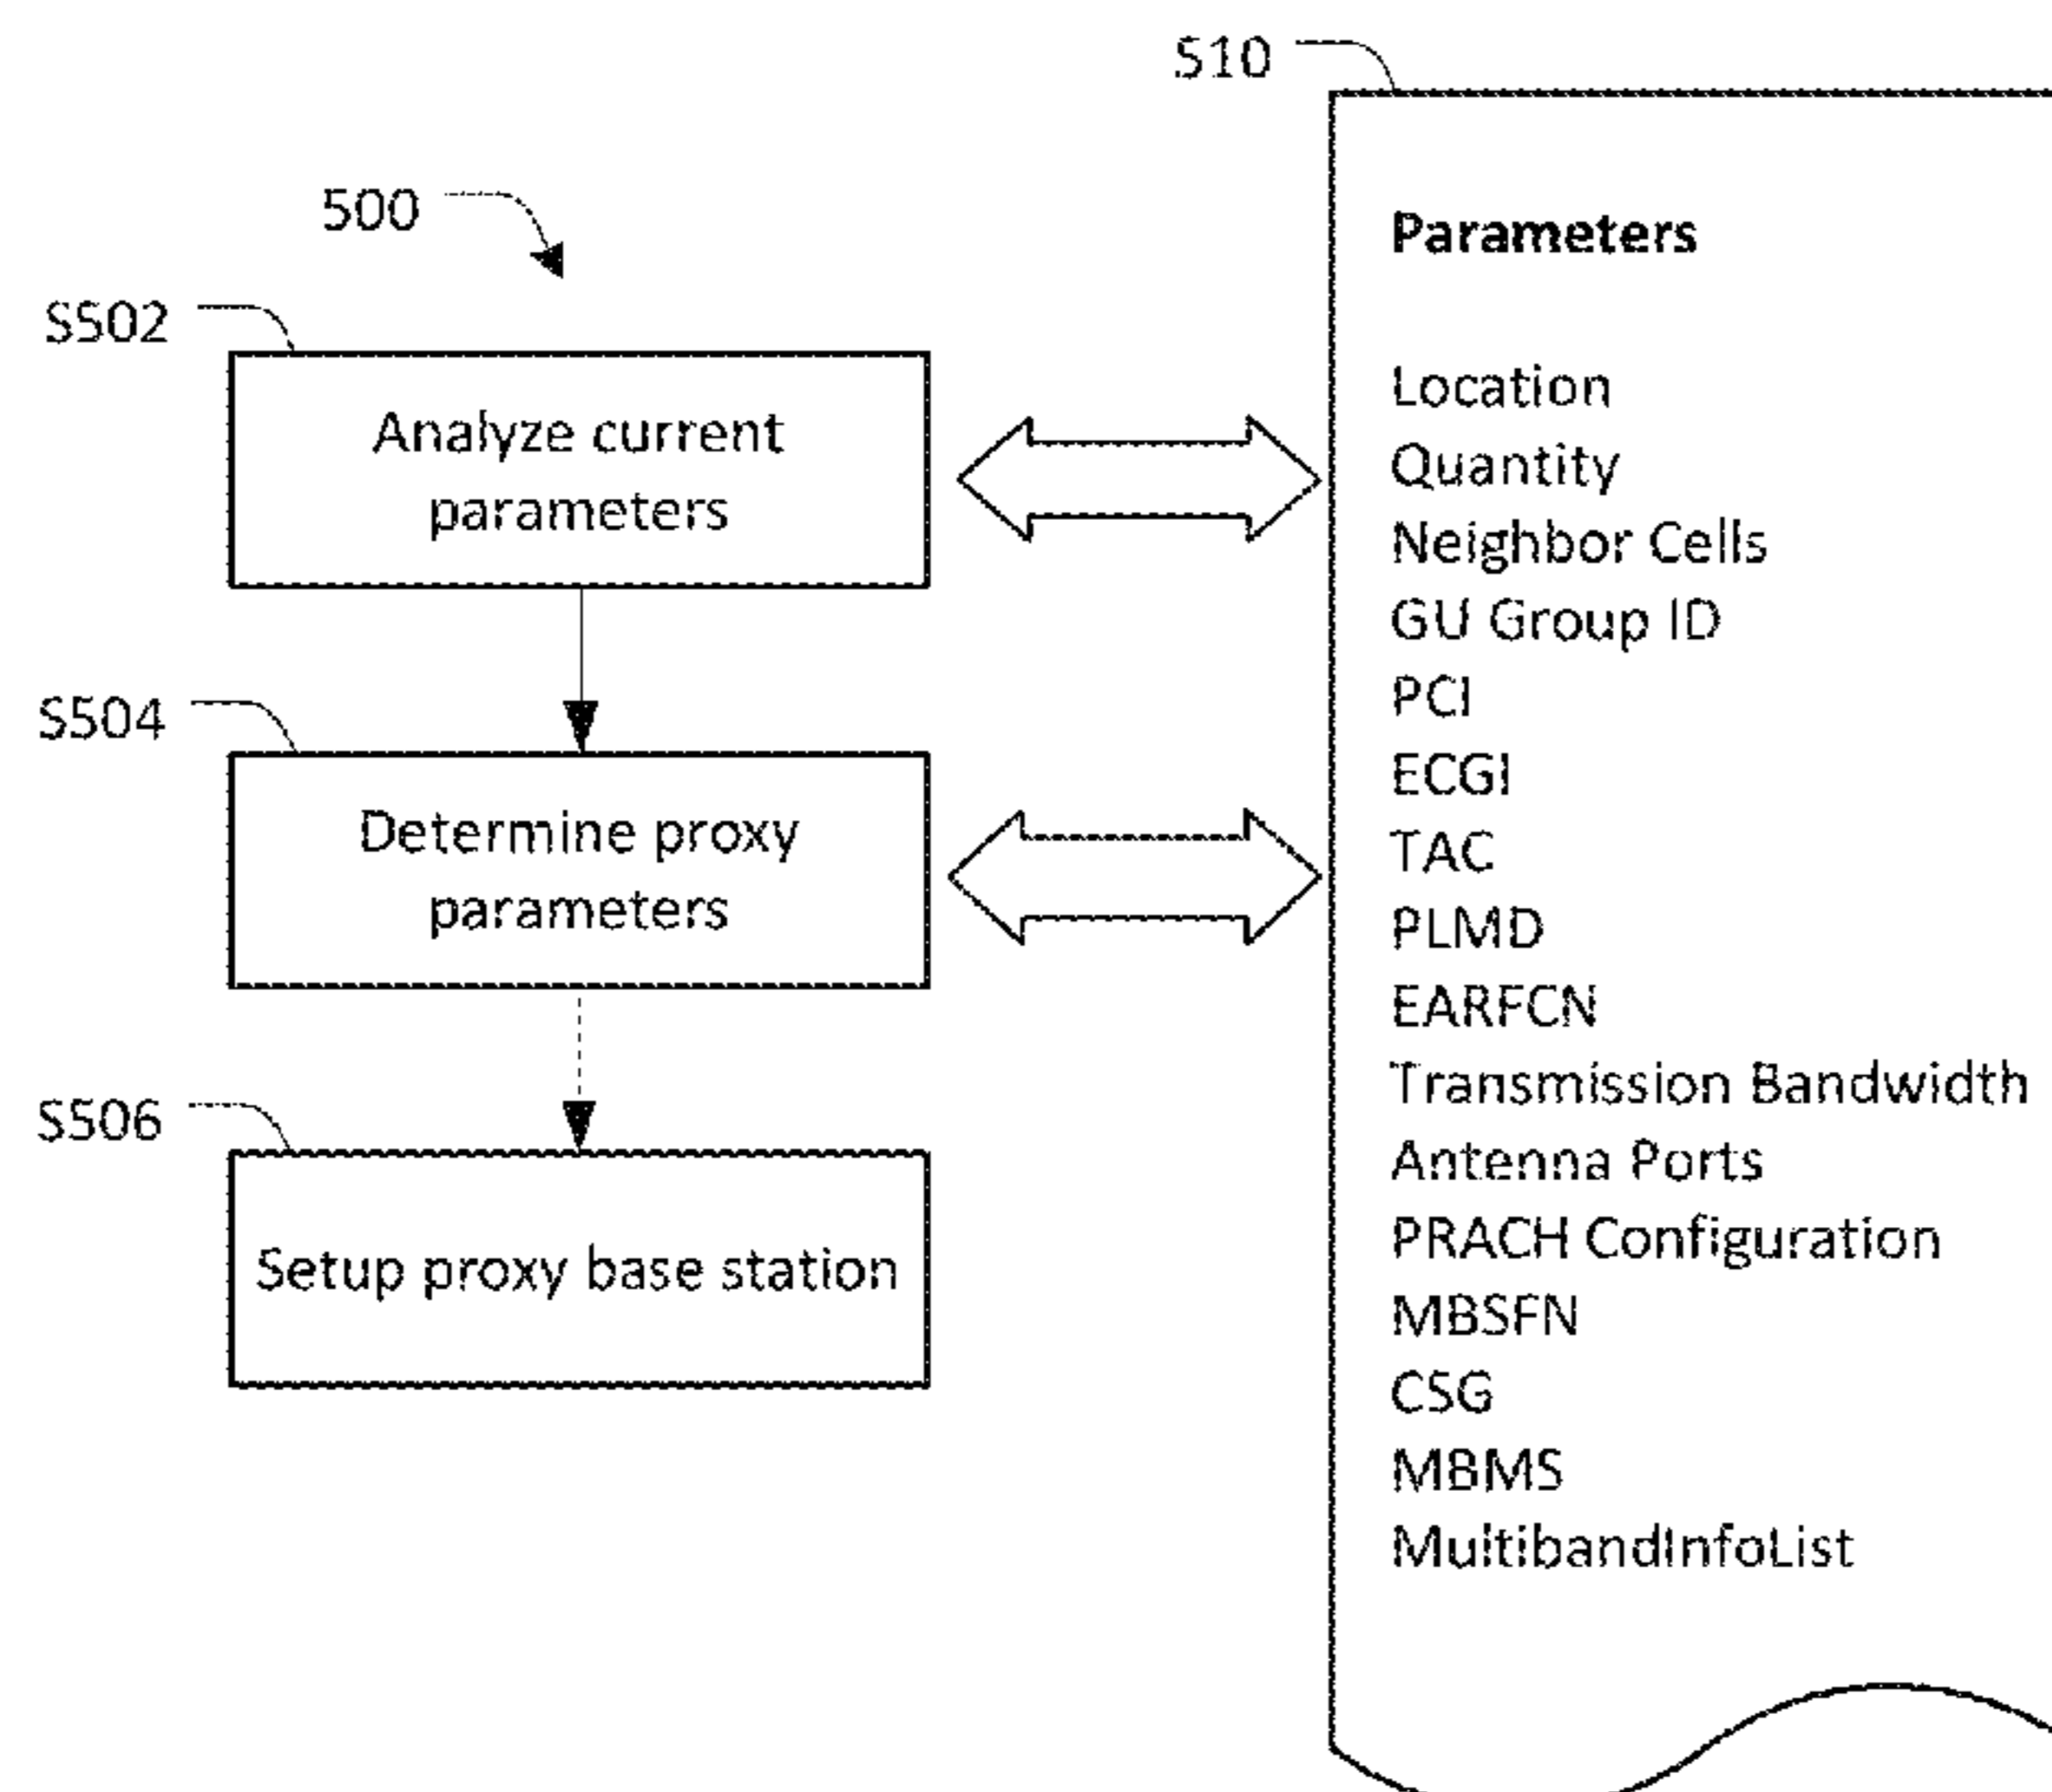 500
S502
Analyze current
parameters
S504
Determine proxy
parameters
S506
Setup proxy base station
510
Parameters
Location
Quantity
Neighbor Cells
GU Group ID
PCI
ECGI
TAC
PLMD
EARFCN
Transmission Bandwidth
Antenna Ports
PRACH Configuration
MBSFN
CSG
MBMS
MultibandInfoList